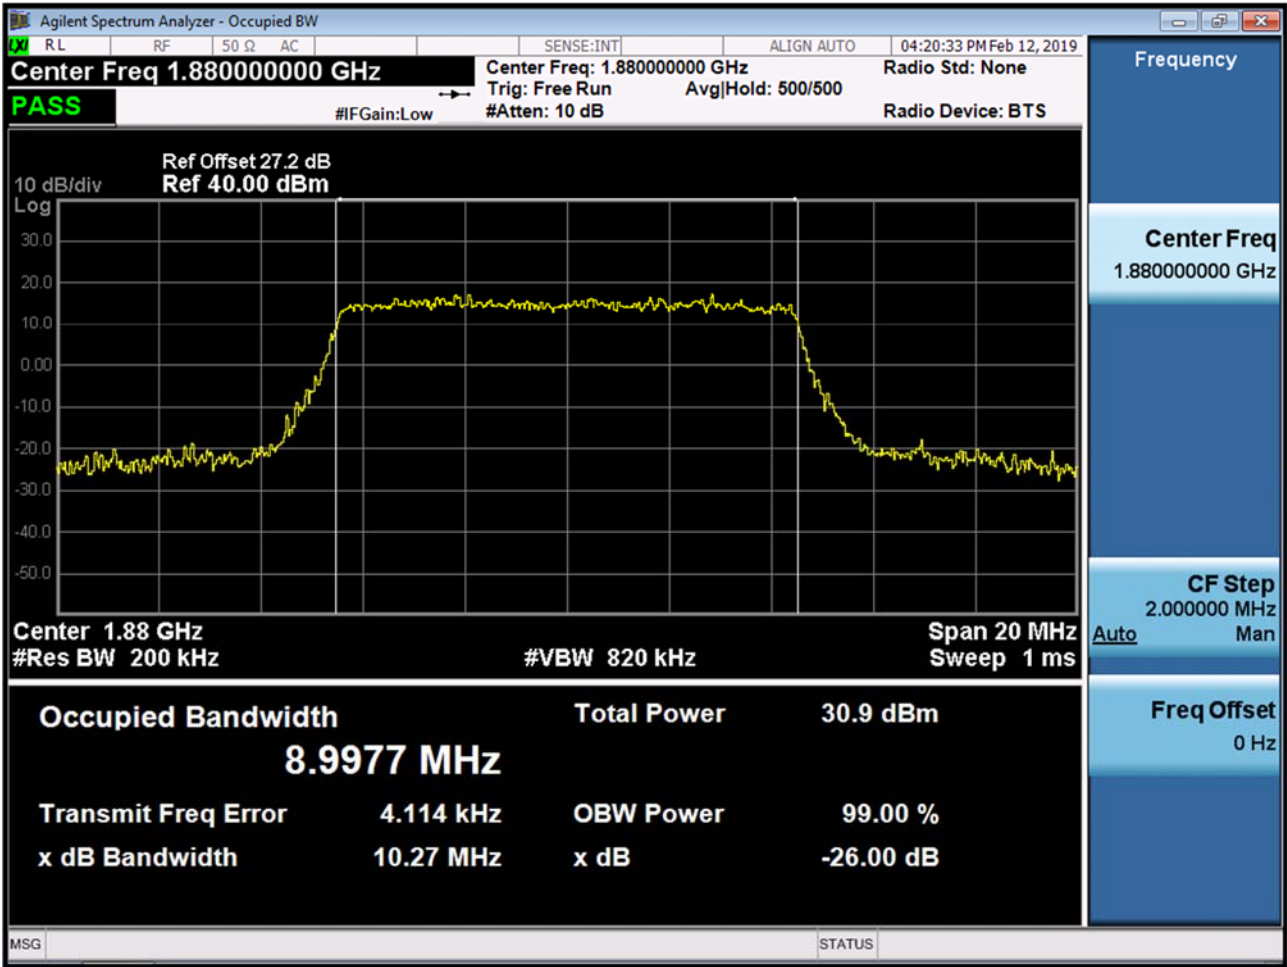 Agilent Spectrum Analyzer - Occupied BW
LXI RL RF 50 Ω AC SENSE:INT ALIGN AUTO 04:20:33 PM Feb 12, 2019
Center Freq 1.880000000 GHz
Center Freq: 1.880000000 GHz Radio Std: None
Trig: Free Run Avg|Hold: 500/500
PASS #IFGain:Low #Atten: 10 dB Radio Device: BTS
Ref Offset 27.2 dB
10 dB/div Ref 40.00 dBm
Log
30.0
20.0
10.0
0.00
-10.0
-20.0
-30.0
-40.0
-50.0
Center 1.88 GHz Span 20 MHz
#Res BW 200 kHz #VBW 820 kHz Sweep 1 ms
Occupied Bandwidth Total Power 30.9 dBm
8.9977 MHz
Transmit Freq Error 4.114 kHz OBW Power 99.00 %
x dB Bandwidth 10.27 MHz x dB -26.00 dB
MSG STATUS
Frequency
Center Freq
1.880000000 GHz
CF Step
2.000000 MHz
Auto Man
Freq Offset
0 Hz